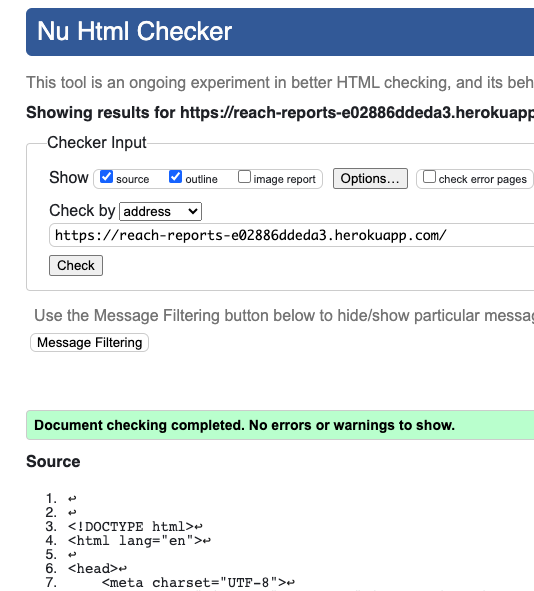 Nu Html Checker
This tool is an ongoing experiment in better HTML checking, and its beh
Showing results for https://reach-reports-e02886ddeda3.herokuapp
Checker Input
Show source outline image report Options... check error pages
Check by address
https://reach-reports-e02886ddeda3.herokuapp.com/
Check
Use the Message Filtering button below to hide/show particular messag
Message Filtering
Document checking completed. No errors or warnings to show.
Source
1. ↩
2. ↩
3. <!DOCTYPE html>↩
4. <html lang="en">↩
5. ↩
6. <head>↩
7. <meta charset="UTF-8">↩